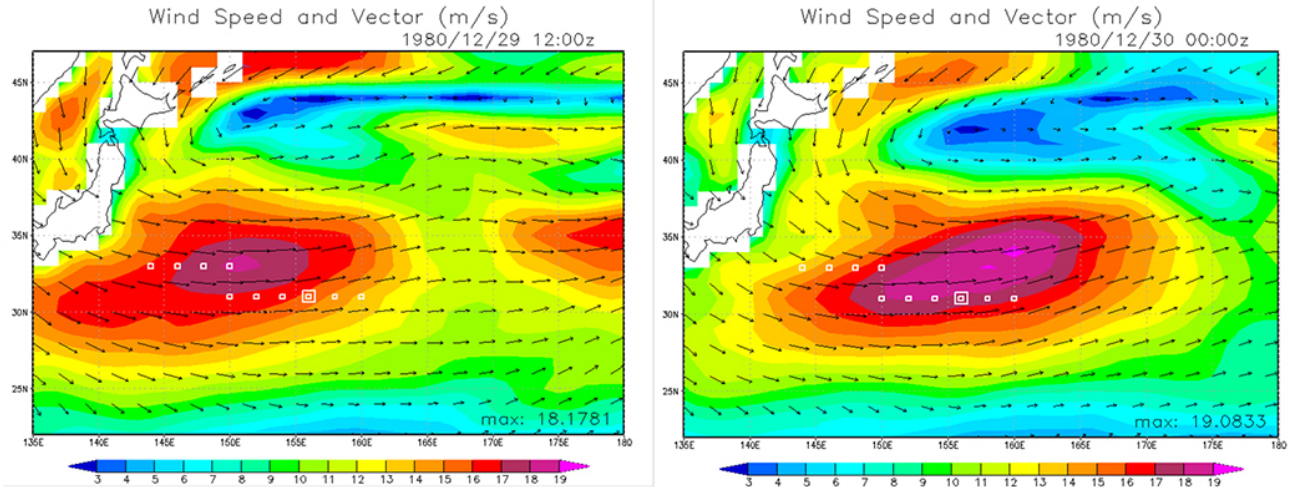 Wind Speed and Vector (m/s)
1980/12/29 12:00z
45N
40N
35N
30N
25N
max: 18.1781
135E 140E 145E 150E 155E 160E 165E 170E 175E 180
3 4 5 6 7 8 9 10 11 12 13 14 15 16 17 18 19
Wind Speed and Vector (m/s)
1980/12/30 00:00z
45N
40N
35N
30N
25N
max: 19.0833
135E 140E 145E 150E 155E 160E 165E 170E 175E 180
3 4 5 6 7 8 9 10 11 12 13 14 15 16 17 18 19